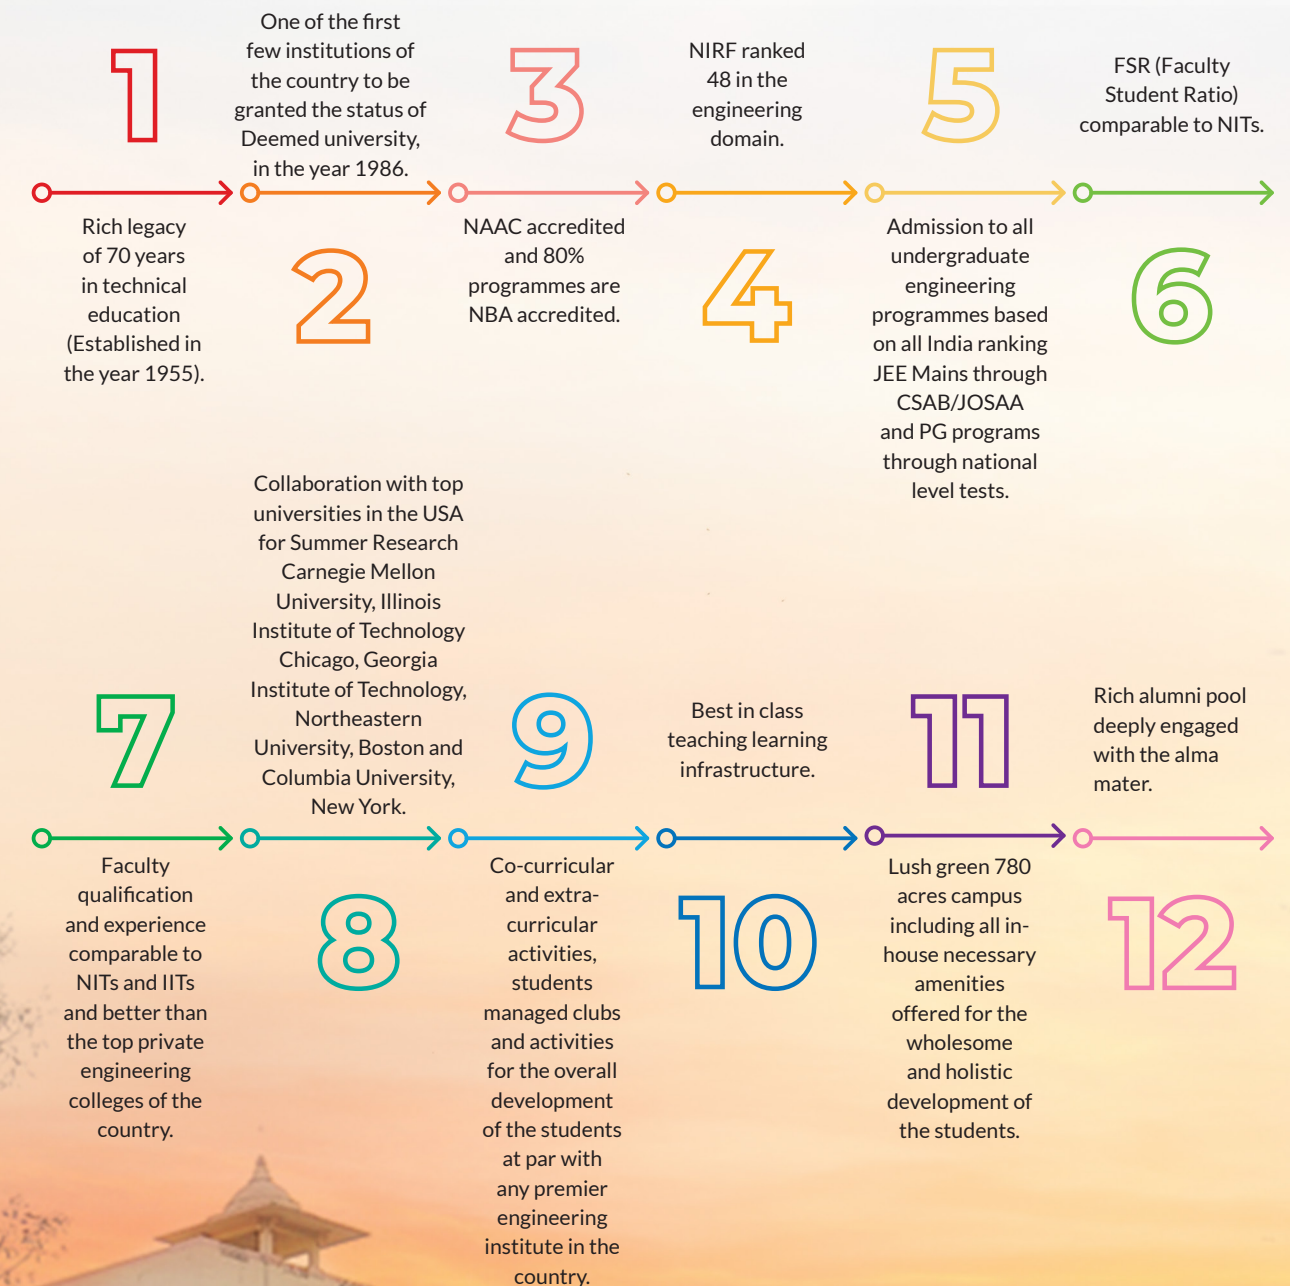 1
Rich legacy
of 70 years
in technical
education
(Established in
the year 1955).
One of the first
few institutions of
the country to be
granted the status of
Deemed university,
in the year 1986.
2
3
NAAC accredited
and 80%
programmes are
NBA accredited.
NIRF ranked
48 in the
engineering
domain.
4
5
Admission to all
undergraduate
engineering
programmes based
on all India ranking
JEE Mains through
CSAB/JOSAA
and PG programs
through national
level tests.
FSR (Faculty
Student Ratio)
comparable to NITs.
6
7
Faculty
qualification
and experience
comparable to
NITs and IITs
and better than
the top private
engineering
colleges of the
country.
Collaboration with top
universities in the USA
for Summer Research
Carnegie Mellon
University, Illinois
Institute of Technology
Chicago, Georgia
Institute of Technology,
Northeastern
University, Boston and
Columbia University,
New York.
8
9
Co-curricular
and extra-
curricular
activities,
students
managed clubs
and activities
for the overall
development
of the students
at par with
any premier
engineering
institute in the
country.
Best in class
teaching learning
infrastructure.
10
11
Lush green 780
acres campus
including all in-
house necessary
amenities
offered for the
wholesome
and holistic
development of
the students.
Rich alumni pool
deeply engaged
with the alma
mater.
12